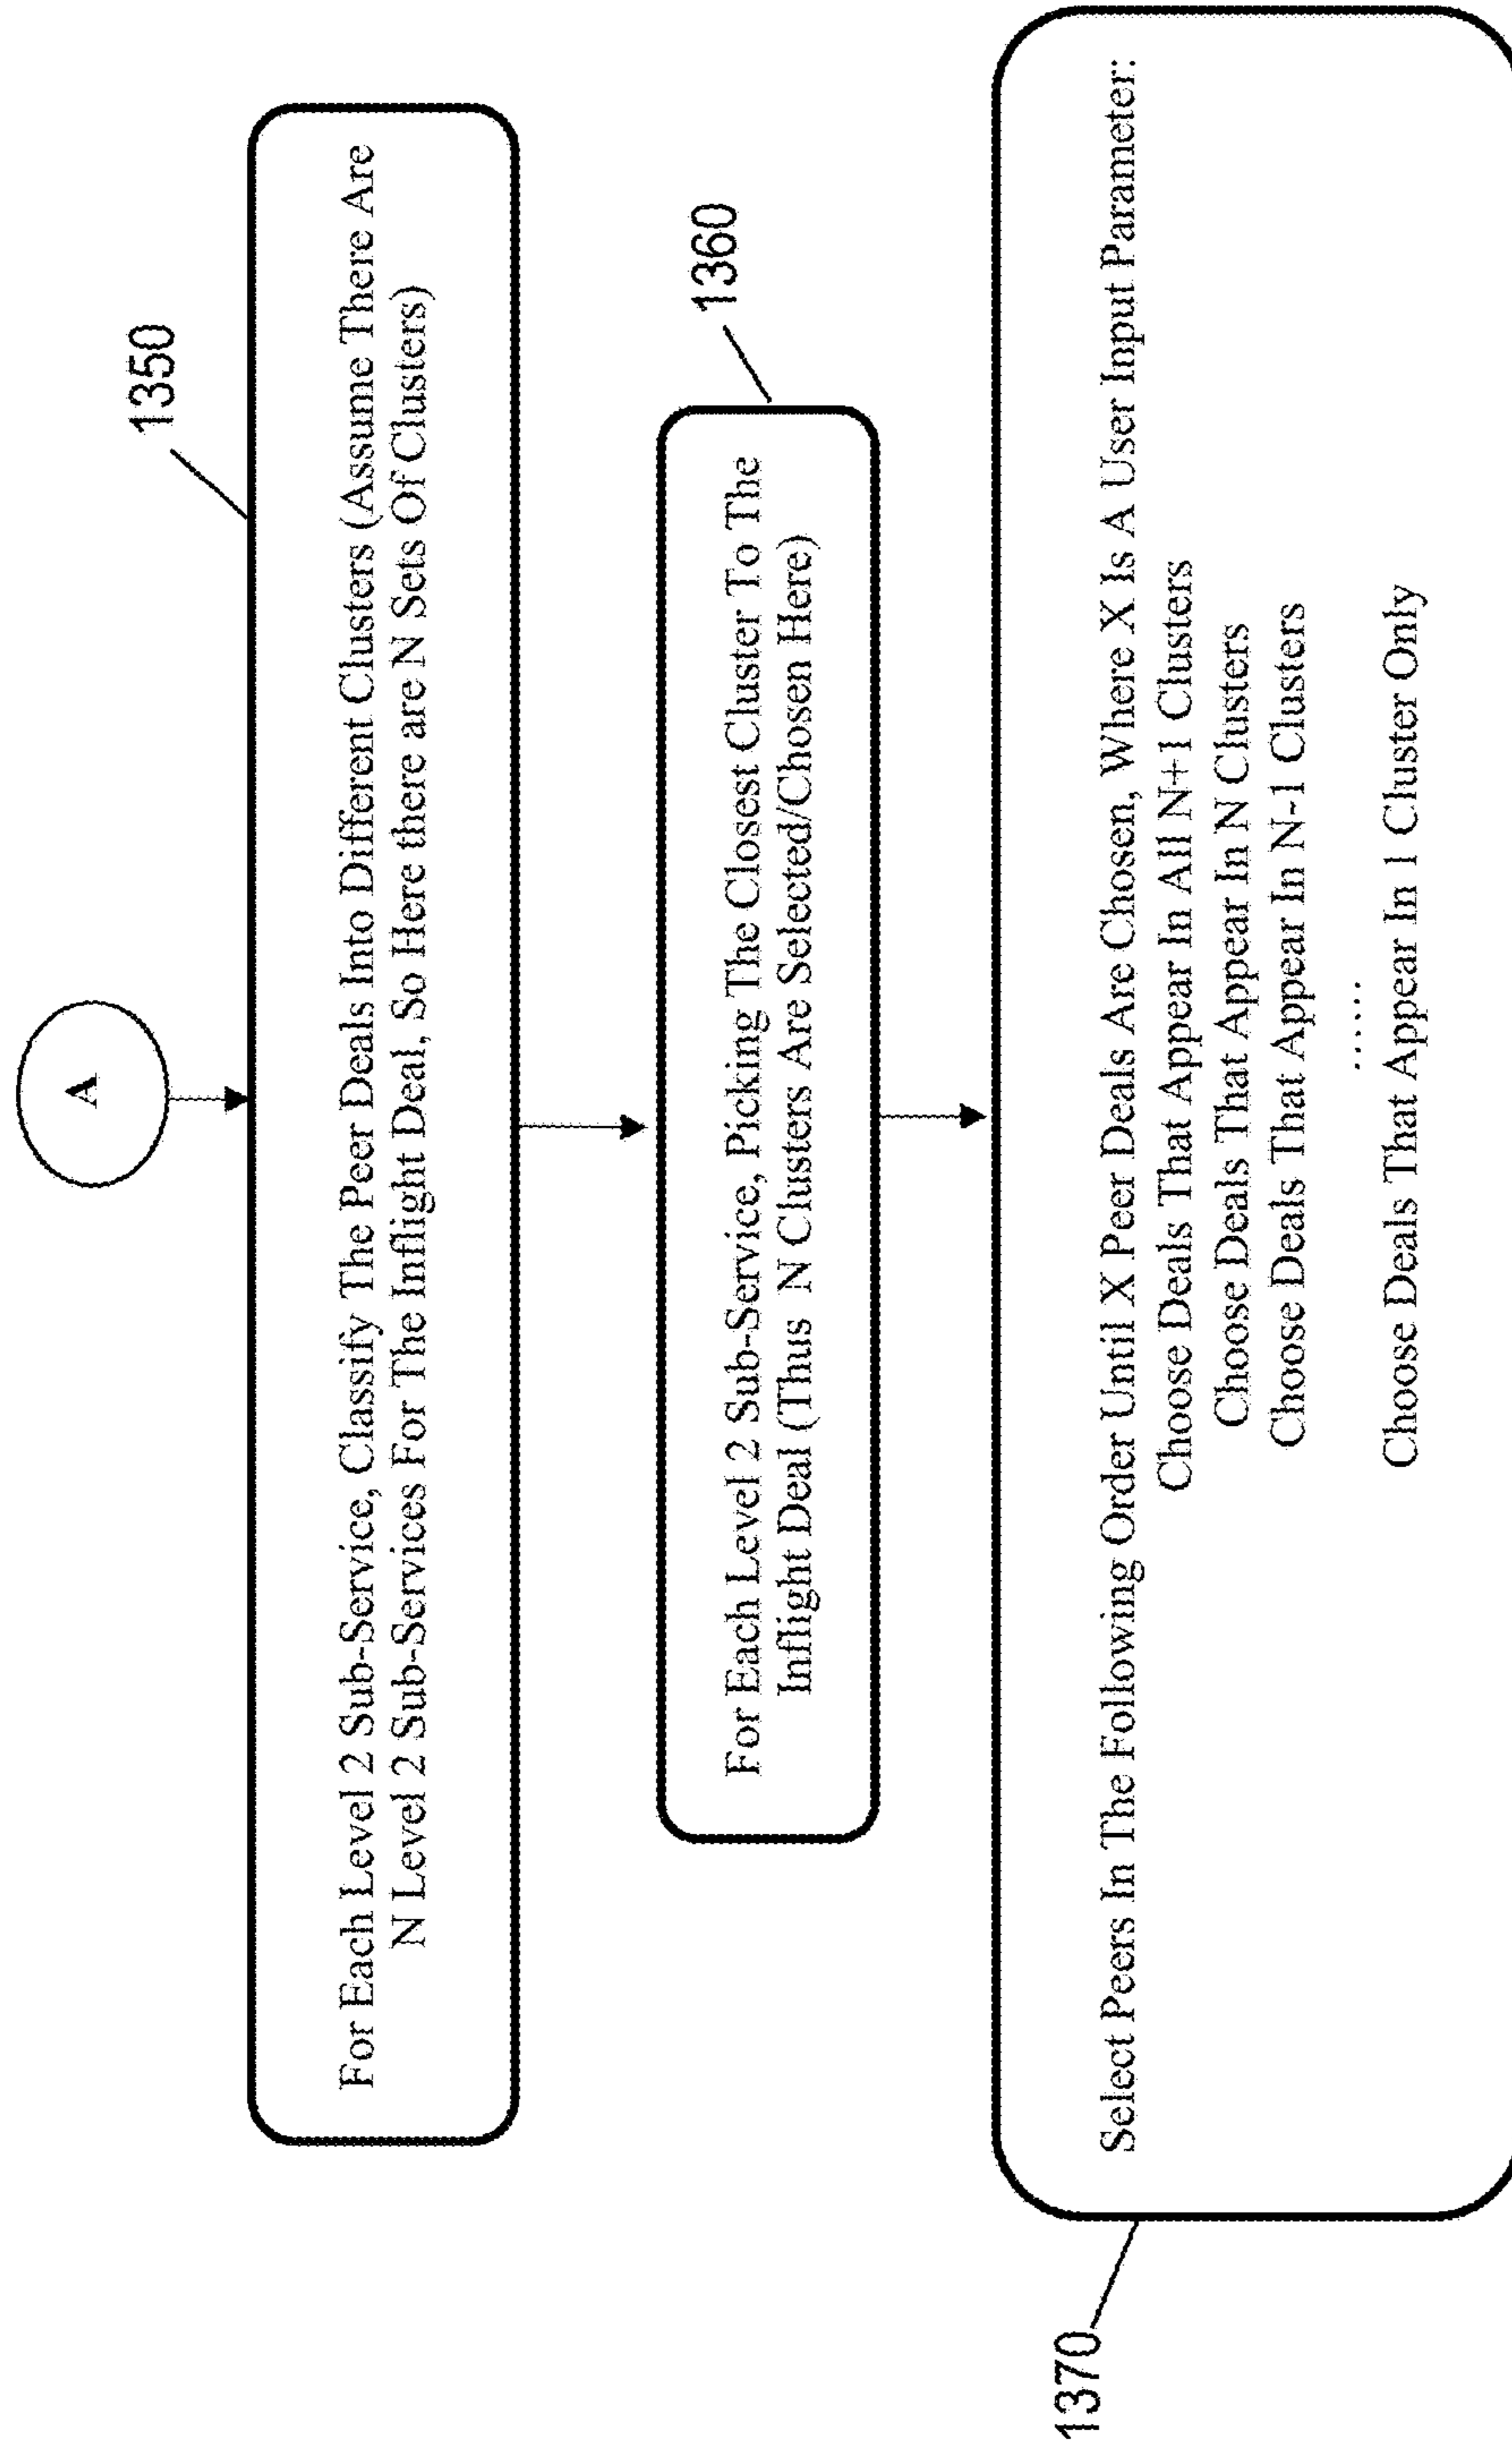 A
1350
For Each Level 2 Sub-Service, Classify The Peer Deals Into Different Clusters (Assume There Are
N Level 2 Sub-Services For The Inflight Deal, So Here there are N Sets Of Clusters)
1360
For Each Level 2 Sub-Service, Picking The Closest Cluster To The
Inflight Deal (Thus N Clusters Are Selected/Chosen Here)
1370
Select Peers In The Following Order Until X Peer Deals Are Chosen, Where X Is A User Input Parameter:
Choose Deals That Appear In All N+1 Clusters
Choose Deals That Appear In N Clusters
Choose Deals That Appear In N-1 Clusters
......
Choose Deals That Appear In 1 Cluster Only